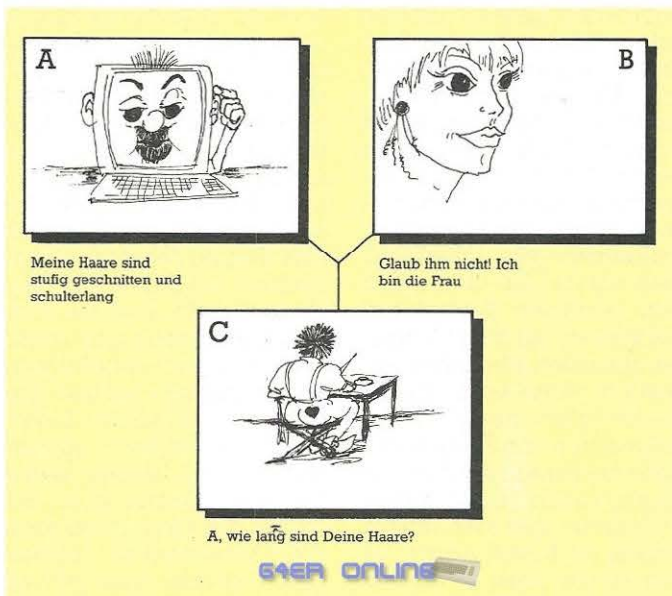 A
B
Meine Haare sind
stufig geschnitten und
schulterlang
Glaub ihm nicht! Ich
bin die Frau
C
A, wie lang sind Deine Haare?
64ER ONLINE